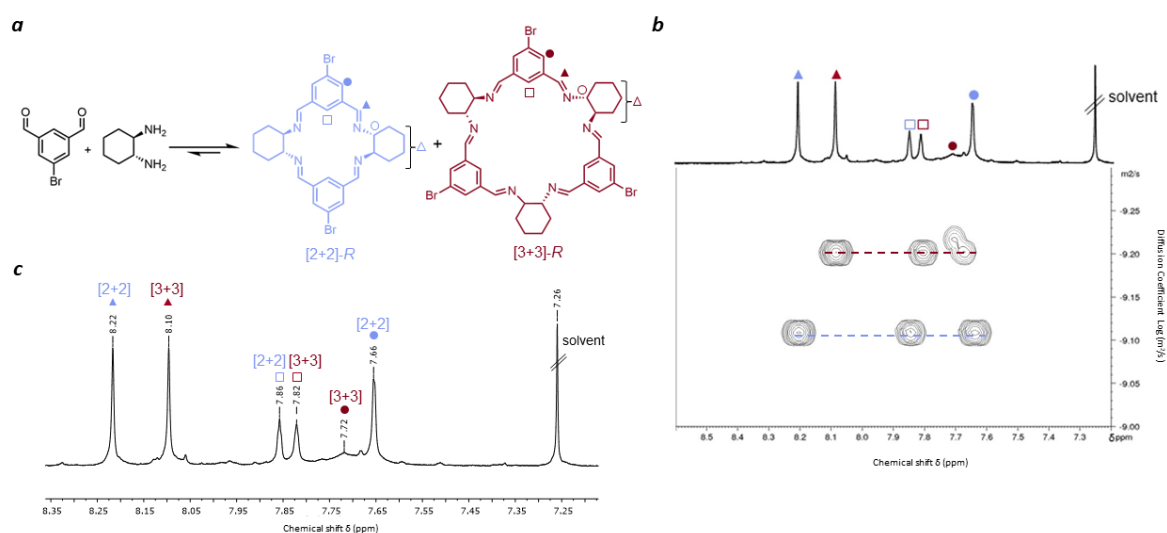 a
Br
O
O
Br
+
NH2
NH2
Br
N
N
N
N
Br
[2+2]-R
+
Br
N
N
N
N
Br
N
N
Br
[3+3]-R
b
solvent
m2/s
-9.25
-9.20
-9.15
-9.10
-9.05
-9.00
Diffusion Coefficient Log(m²/s)
8.5 8.4 8.3 8.2 8.1 8.0 7.9 7.8 7.7 7.6 7.5 7.4 7.3 δppm
Chemical shift δ (ppm)
c
[2+2] [3+3]
8.22 8.10
[2+2] [3+3]
7.86 7.82
[3+3]
7.72
[2+2]
7.66
7.26
solvent
8.35 8.25 8.15 8.05 7.95 7.85 7.75 7.65 7.55 7.45 7.35 7.25
Chemical shift δ (ppm)